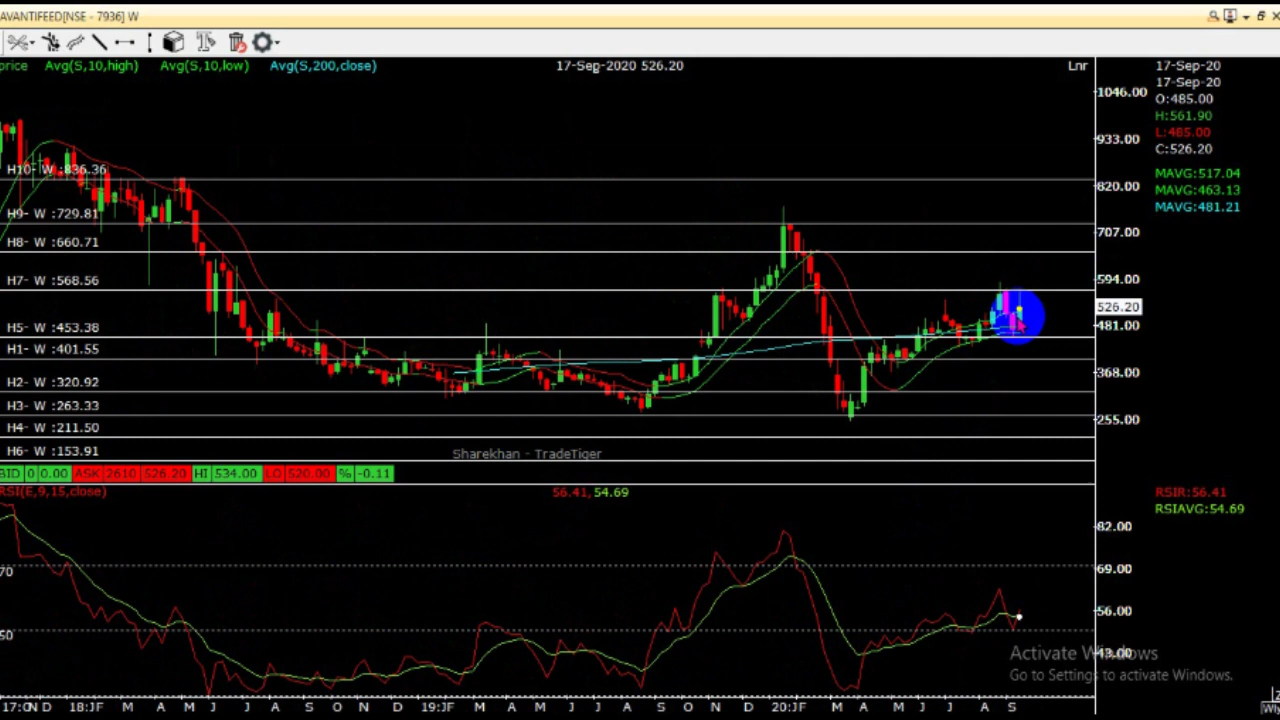 AVANTIFEED[NSE - 7936] W
price Avg(S,10,high) Avg(S,10,low) Avg(S,200,close) 17-Sep-2020 526.20 Lnr
17-Sep-20
17-Sep-20
O:485.00
H:561.90
L:485.00
C:526.20
MAVG:517.04
MAVG:463.13
MAVG:481.21
1046.00
933.00
820.00
707.00
594.00
526.20
481.00
368.00
255.00
H10- W :836.36
H9- W :729.81
H8- W :660.71
H7- W :568.56
H5- W :453.38
H1- W :401.55
H2- W :320.92
H3- W :263.33
H4- W :211.50
H6- W :153.91
Sharekhan - TradeTiger
BID 0 0.00 ASK 2610 526.20 HI 534.00 LO 520.00 % -0.11
RSI(E,9,15,close) 56.41, 54.69
RSIR:56.41
RSIAVG:54.69
82.00
69.00
56.00
43.00
70
50
Activate Windows
Go to Settings to activate Windows.
17:O N D 18:JF M A M J J A S O N D 19:JF M A M J J A S O N D 20:JF M A M J J A S